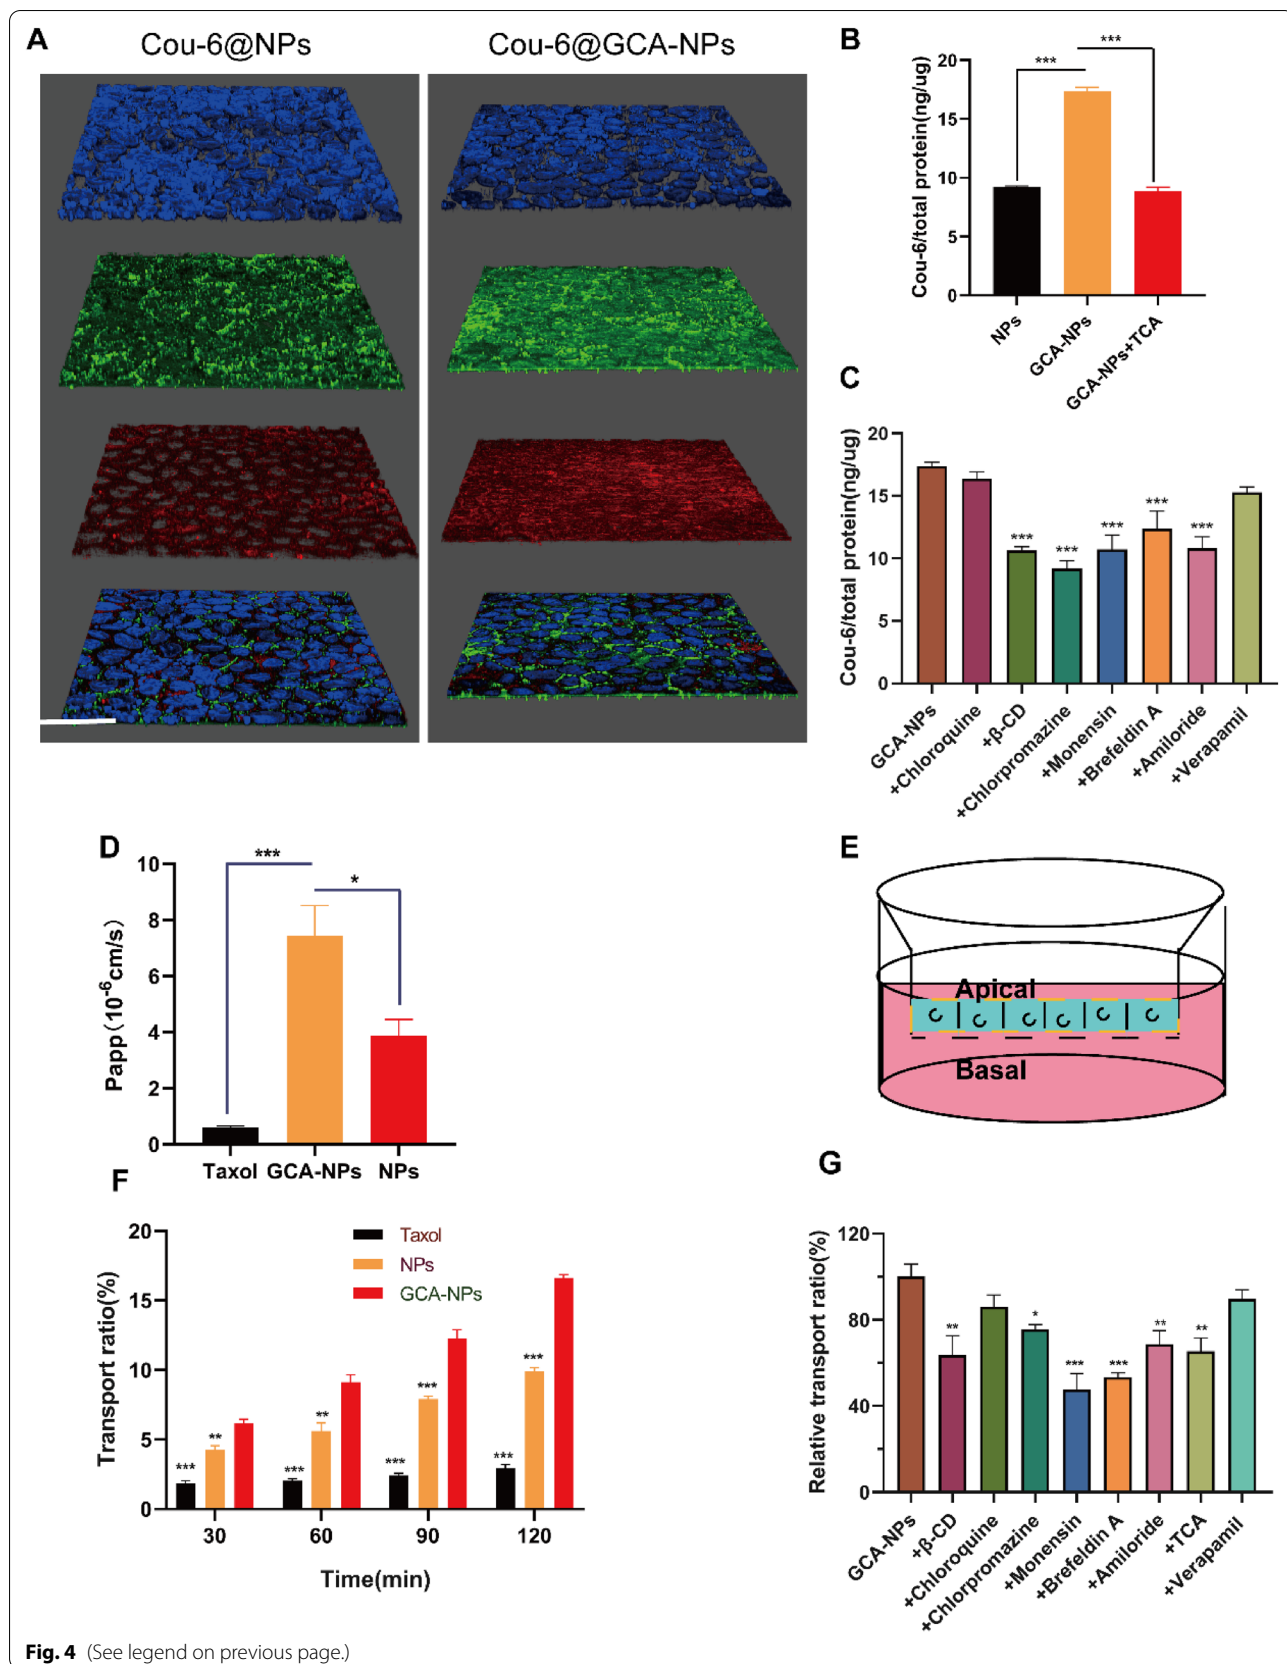 A
Cou-6@NPs
Cou-6@GCA-NPs
B
***
***
Cou-6/total protein(ng/ug)
20
15
10
5
0
NPs
GCA-NPs
GCA-NPs+TCA
C
Cou-6/total protein(ng/ug)
20
15
10
5
0
***
***
***
***
***
GCA-NPs
+Chloroquine
+β-CD
+Chlorpromazine
+Monensin
+Brefeldin A
+Amiloride
+Verapamil
D
Papp(10⁻⁶cm/s)
10
8
6
4
2
0
***
*
Taxol
GCA-NPs
NPs
E
Apical
Basal
F
Transport ratio(%)
20
15
10
5
0
Taxol
NPs
GCA-NPs
*** ** *** ** *** *** *** ***
30 60 90 120
Time(min)
G
Relative transport ratio(%)
120
80
40
0
**
*
***
***
**
**
GCA-NPs
+β-CD
+Chloroquine
+Chlorpromazine
+Monensin
+Brefeldin A
+Amiloride
+TCA
+Verapamil
Fig. 4 (See legend on previous page.)